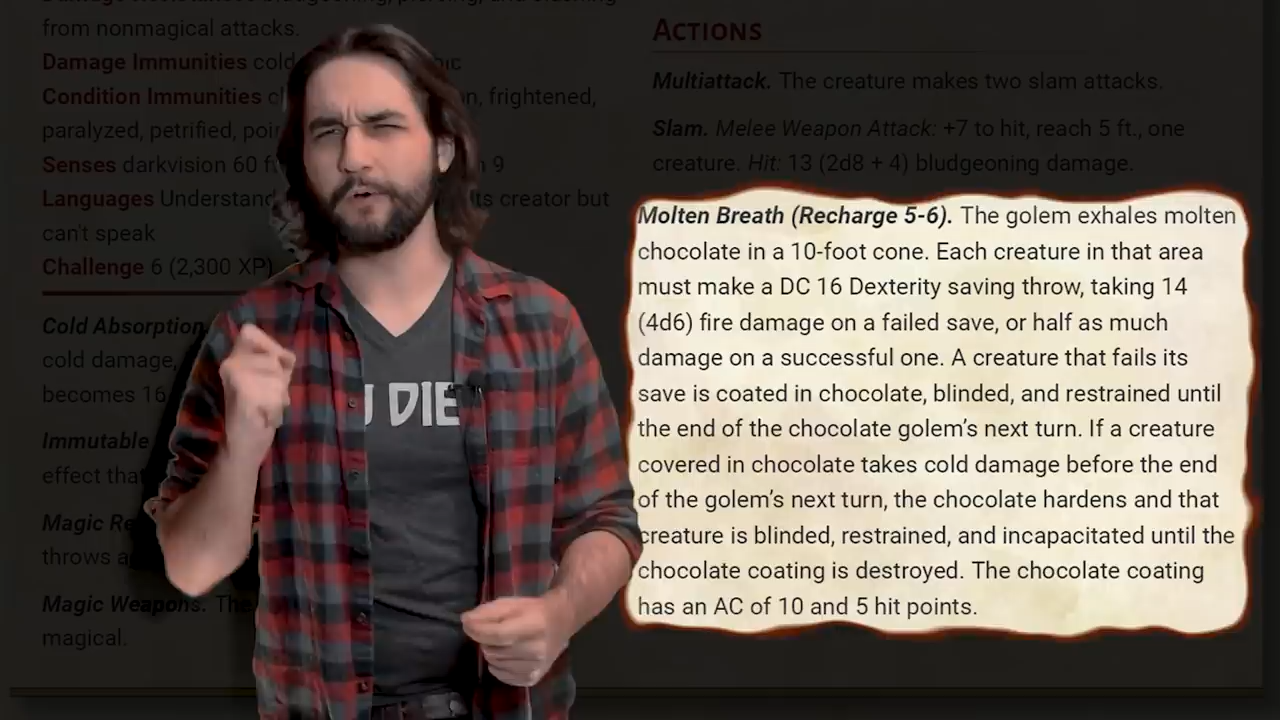 from nonmagical attacks.
Damage Immunities cold
Condition Immunities frightened,
paralyzed, petrified,
Senses darkvision 60 9
Languages Understand its creator but
can't speak
Challenge 6 (2,300 XP)
Cold Absorption.
cold damage,
becomes 16
Immutable
effect that
Magic
throws
Magic Weapons. The
magical.
DIE
ACTIONS
Multiattack. The creature makes two slam attacks.
Slam. Melee Weapon Attack: +7 to hit, reach 5 ft., one
creature. Hit: 13 (2d8 + 4) bludgeoning damage.
Molten Breath (Recharge 5-6). The golem exhales molten
chocolate in a 10-foot cone. Each creature in that area
must make a DC 16 Dexterity saving throw, taking 14
(4d6) fire damage on a failed save, or half as much
damage on a successful one. A creature that fails its
save is coated in chocolate, blinded, and restrained until
the end of the chocolate golem's next turn. If a creature
covered in chocolate takes cold damage before the end
of the golem's next turn, the chocolate hardens and that
creature is blinded, restrained, and incapacitated until the
chocolate coating is destroyed. The chocolate coating
has an AC of 10 and 5 hit points.